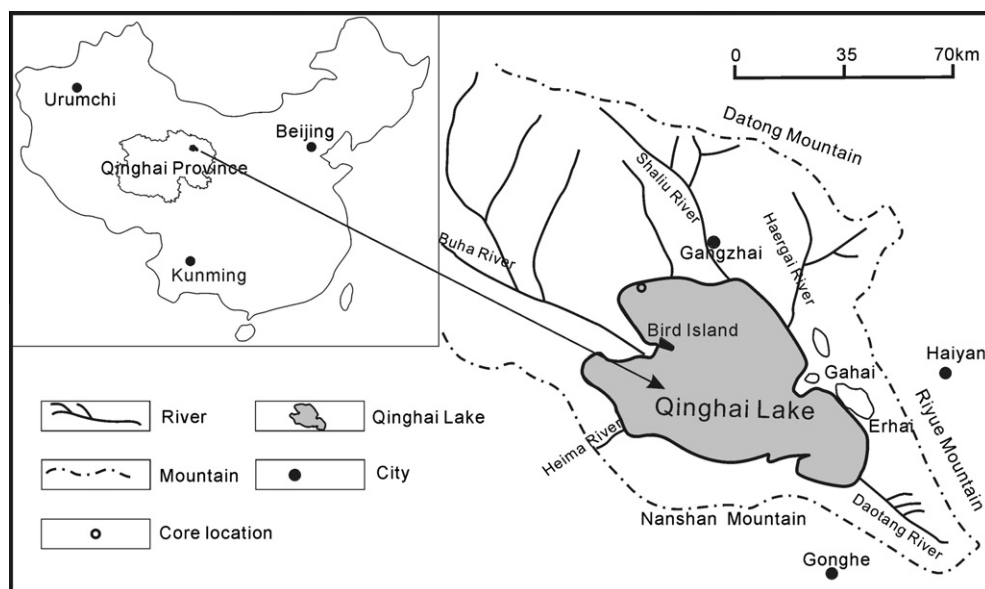 Urumchi
Beijing
Qinghai Province
Kunming
0 35 70km
Datong Mountain
Shaliu River
Buha River
Gangzhai
Haergai River
Bird Island
Gahai
Haiyan
Qinghai Lake
Erhai
Riyue Mountain
Heima River
Nanshan Mountain
Daotang River
Gonghe
River
Qinghai Lake
Mountain
City
Core location